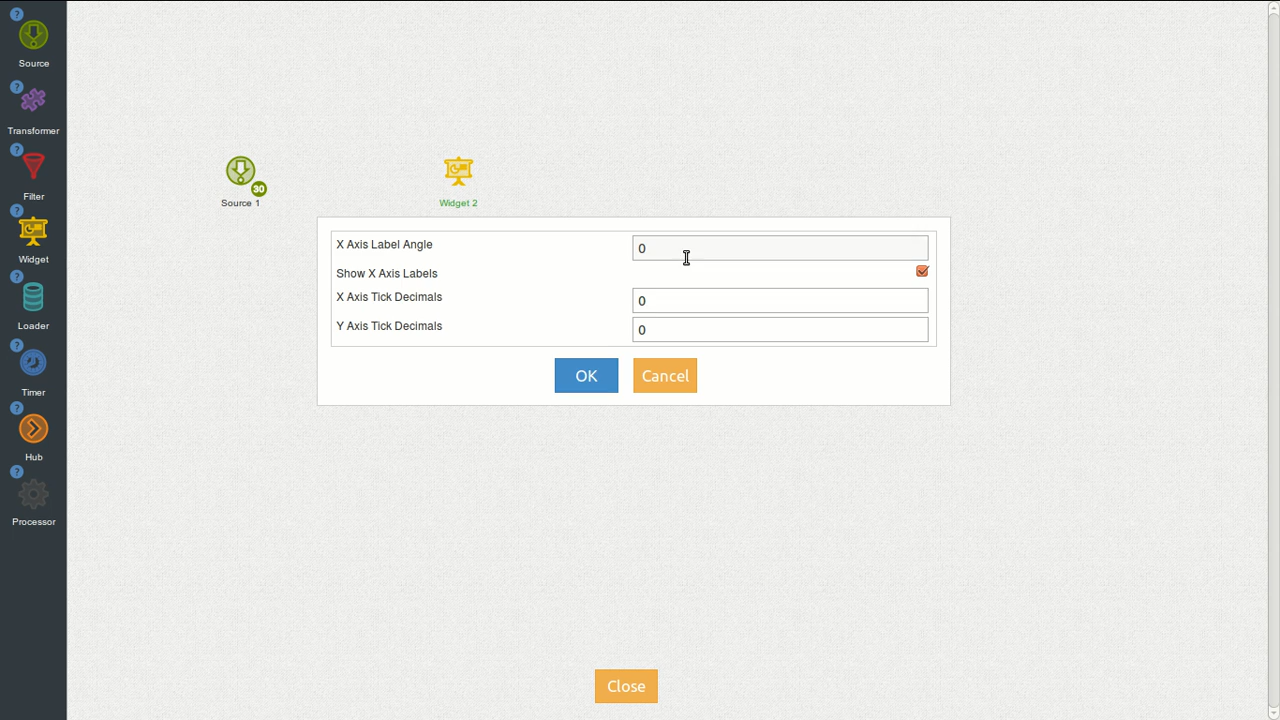 ?
Source
?
Transformer
?
Filter
?
Widget
?
Loader
?
Timer
?
Hub
?
Processor
30
Source 1
Widget 2
X Axis Label Angle 0
Show X Axis Labels
X Axis Tick Decimals 0
Y Axis Tick Decimals 0
OK Cancel
Close